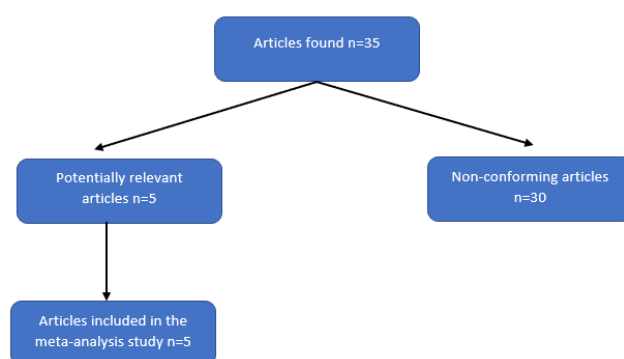 Articles found n=35
Potentially relevant
articles n=5
Non-conforming articles
n=30
Articles included in the
meta-analysis study n=5